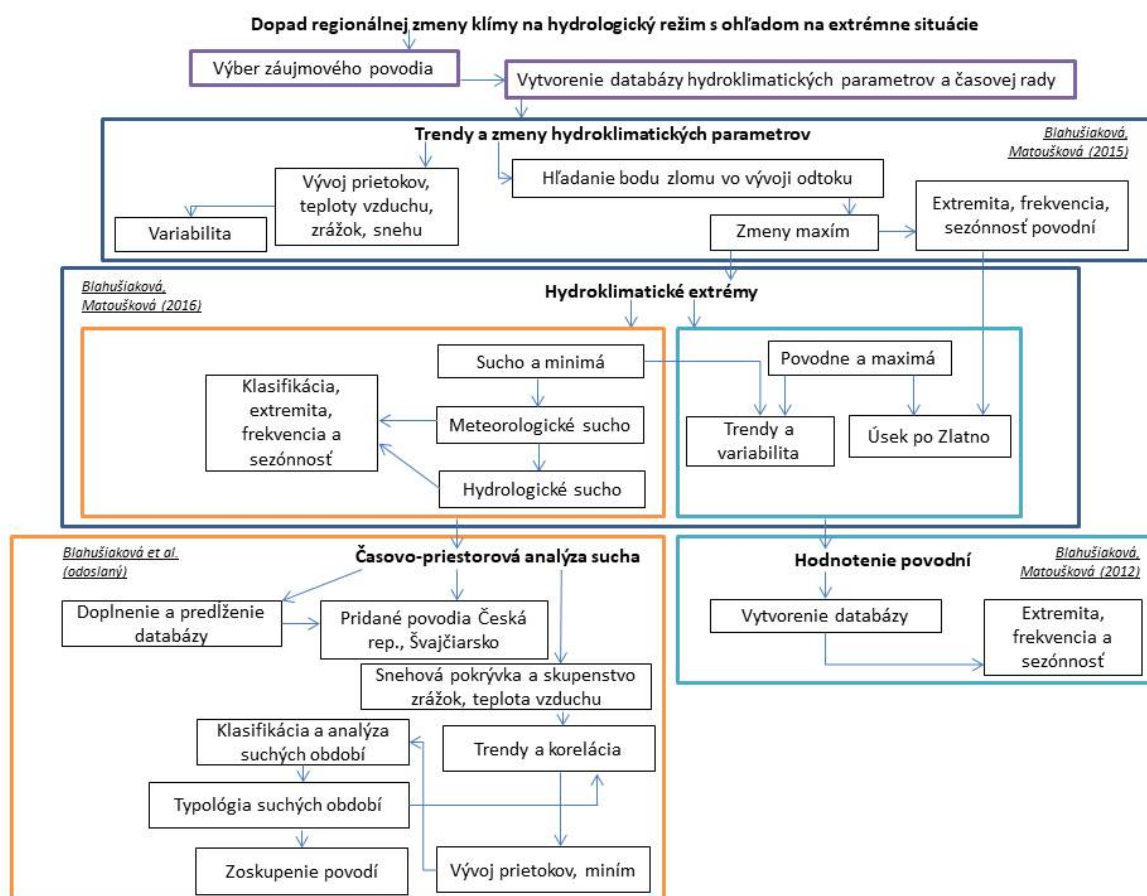 Dopad regionálnej zmeny klímy na hydrologický režim s ohľadom na extrémne situácie
Výber záujmového povodia
Vytvorenie databázy hydroklimatických parametrov a časovej rady
Trendy a zmeny hydroklimatických parametrov
Blahušiaková,
Matoušková (2015)
Vývoj prietokov,
teploty vzduchu,
zrážok, snehu
Variabilita
Hľadanie bodu zlomu vo vývoji odtoku
Zmeny maxím
Extremita, frekvencia,
sezónnosť povodní
Blahušiaková,
Matoušková (2016)
Hydroklimatické extrémy
Sucho a minimá
Klasifikácia,
extremita,
frekvencia a
sezónnosť
Meteorologické sucho
Hydrologické sucho
Povodne a maximá
Trendy a
variabilita
Úsek po Zlatno
Blahušiaková et al.
(odoslaný)
Časovo-priestorová analýza sucha
Doplnenie a predĺženie
databázy
Pridané povodia Česká
rep., Švajčiarsko
Snehová pokrývka a skupenstvo
zrážok, teplota vzduchu
Klasifikácia a analýza
suchých období
Trendy a korelácia
Typológia suchých období
Zoskupenie povodí
Vývoj prietokov, miním
Hodnotenie povodní
Blahušiaková,
Matoušková (2012)
Vytvorenie databázy
Extremita,
frekvencia a
sezónnosť